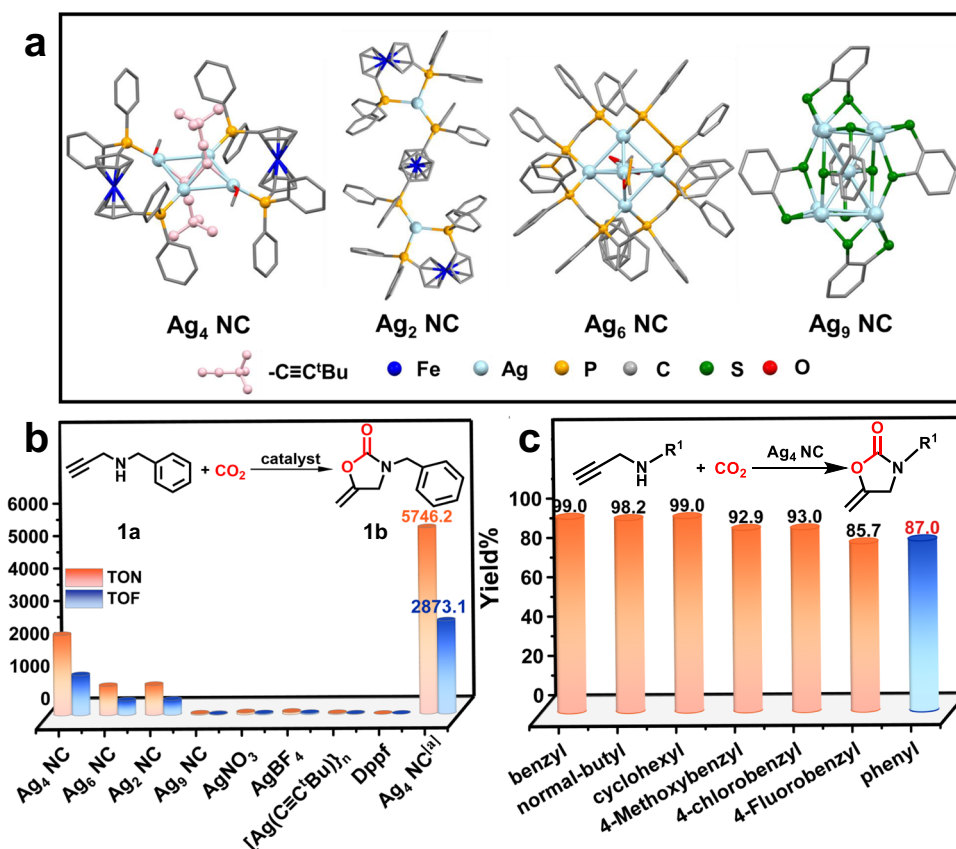 a
Ag₄ NC
Ag₂ NC
Ag₆ NC
Ag₉ NC
-C≡CᵗBu
Fe
Ag
P
C
S
O
b
N
H
+ CO₂
catalyst
O
O
N
1a
1b
TON
TOF
6000
5000
4000
3000
2000
1000
0
5746.2
2873.1
Ag₄ NC
Ag₆ NC
Ag₂ NC
Ag₉ NC
AgNO₃
AgBF₄
[Ag(C≡CᵗBu)]}ₙ
Dppf
Ag₄ NC[a]
c
N
H
R¹
+ CO₂
Ag₄ NC
O
O
N
R¹
Yield%
100
80
60
40
20
0
99.0
98.2
99.0
92.9
93.0
85.7
87.0
benzyl
normal-butyl
cyclohexyl
4-Methoxybenzyl
4-chlorobenzyl
4-Fluorobenzyl
phenyl